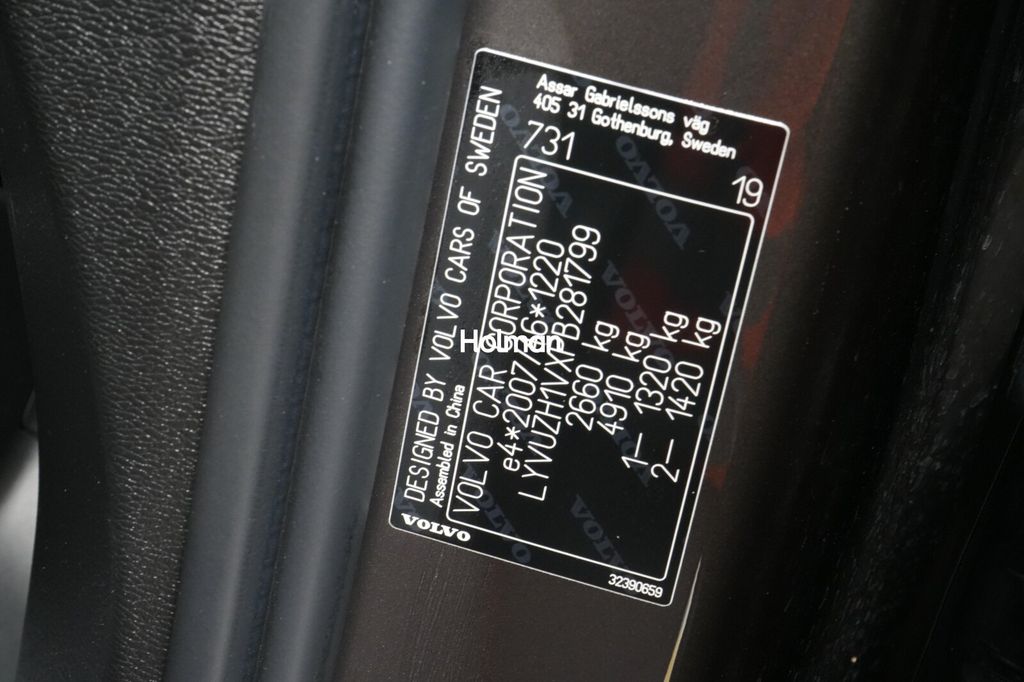 Assar Gabrielssons väg
405 31 Gothenburg, Sweden
731
19
DESIGNED BY VOLVO CARS OF SWEDEN
Assembled in China
VOLVO CAR CORPORATION
e4*2007/46*1220
2660 kg
4910 kg
1– 1320 kg
2– 1420 kg
VOLVO
32390659
Holman